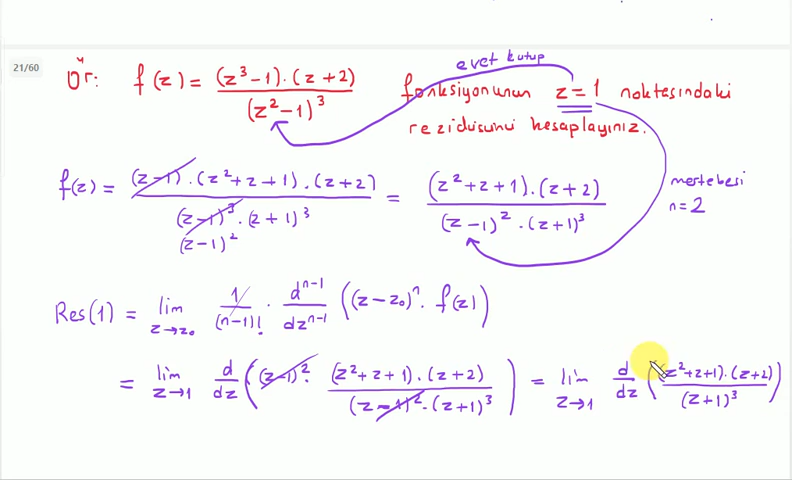 21/60
evet kutup
Ör: f(z) = (z³-1).(z+2) / (z²-1)³ fonksiyonunun z=1 noktasındaki
rezidüsünü hesaplayınız.
f(z) = (z-1).(z²+z+1).(z+2) / (z-1)³.(z+1)³ = (z²+z+1).(z+2) / (z-1)².(z+1)³
(z-1)²
mertebesi
n=2
Res(1) = lim z→z₀ 1/(n-1)! . dⁿ⁻¹/dzⁿ⁻¹ ((z-z₀)ⁿ. f(z))
= lim z→1 d/dz ((z-1)². (z²+z+1).(z+2) / (z-1)².(z+1)³) = lim z→1 d/dz ((z²+z+1).(z+2) / (z+1)³)